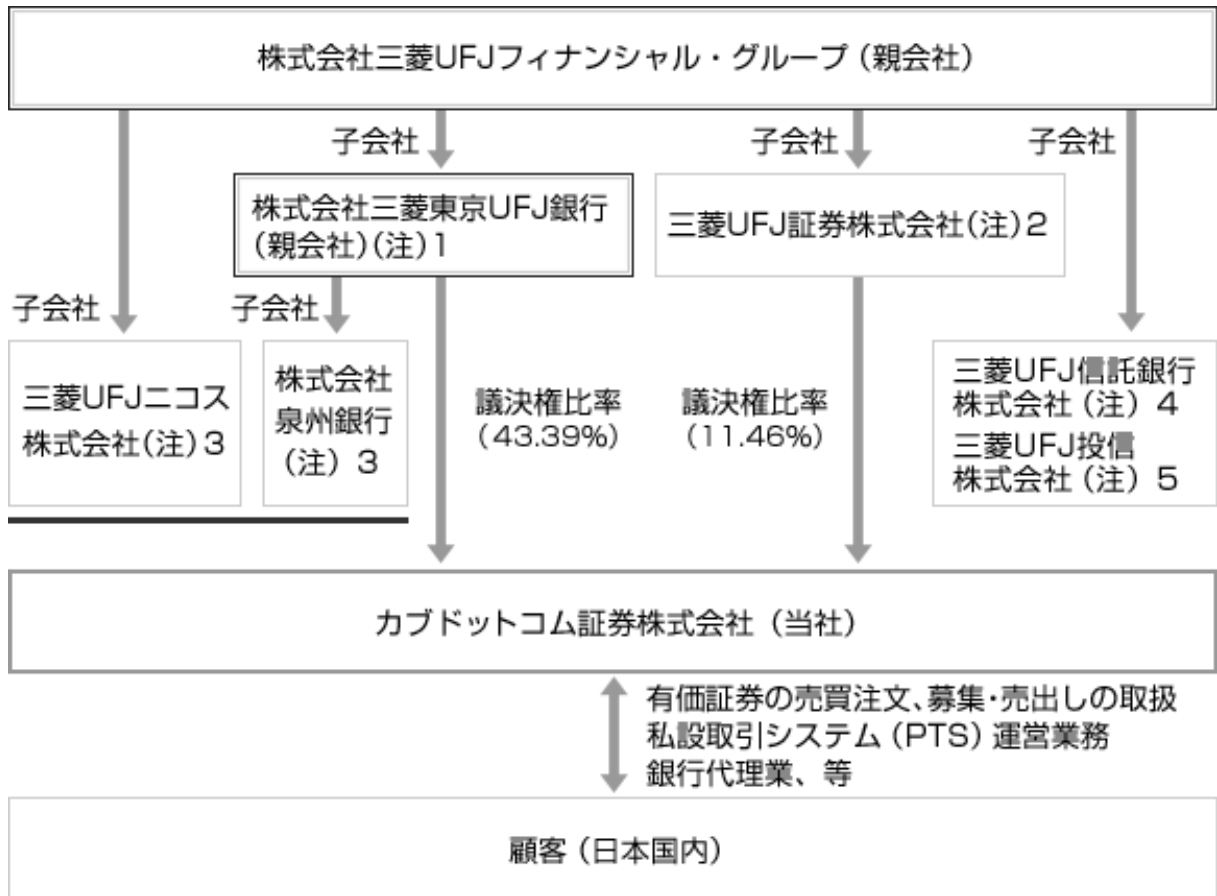 株式会社三菱UFJフィナンシャル・グループ(親会社)
子会社
子会社
子会社
株式会社三菱東京UFJ銀行
(親会社)(注)1
三菱UFJ証券株式会社(注)2
子会社
子会社
三菱UFJニコス
株式会社(注)3
株式会社
泉州銀行
(注) 3
議決権比率
(43.39%)
議決権比率
(11.46%)
三菱UFJ信託銀行
株式会社(注) 4
三菱UFJ投信
株式会社(注) 5
カブドットコム証券株式会社(当社)
有価証券の売買注文、募集・売出しの取扱
私設取引システム(PTS)運営業務
銀行代理業、等
顧客(日本国内)